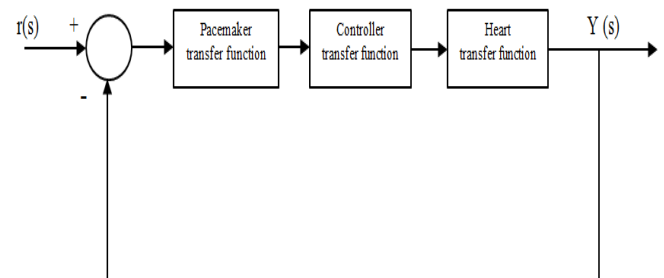 r(s)
+
Pacemaker
transfer function
Controller
transfer function
Heart
transfer function
Y (s)
-